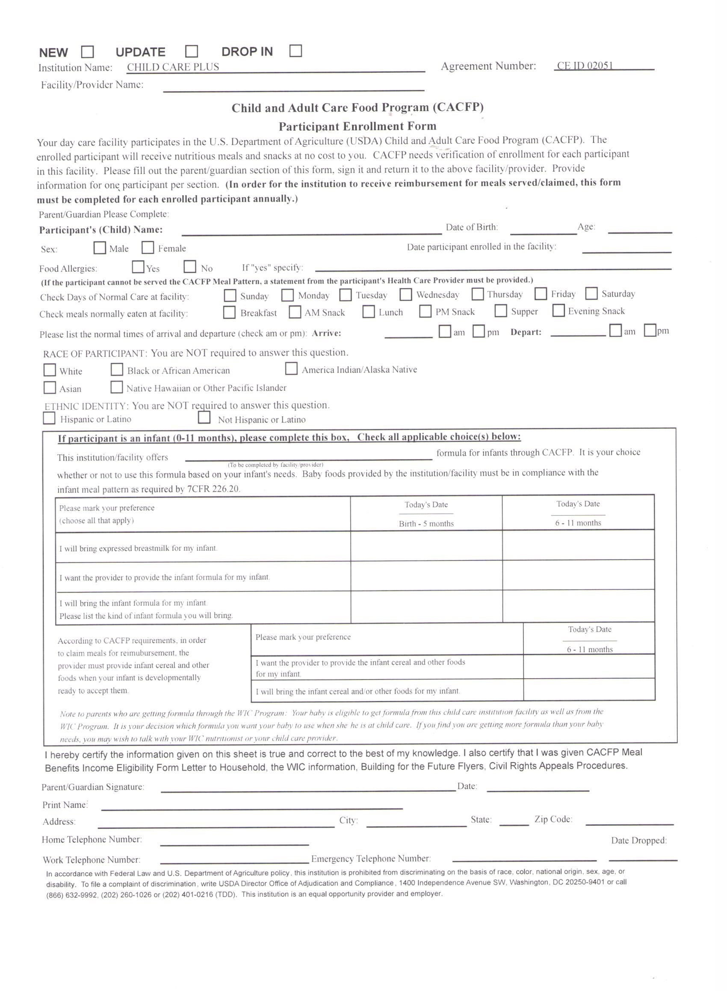 NEW UPDATE DROP IN
Institution Name: CHILD CARE PLUS Agreement Number: CE ID 02051
Facility/Provider Name:
Child and Adult Care Food Program (CACFP)
Participant Enrollment Form
Your day care facility participates in the U.S. Department of Agriculture (USDA) Child and Adult Care Food Program (CACFP). The
enrolled participant will receive nutritious meals and snacks at no cost to you. CACFP needs verification of enrollment for each participant
in this facility. Please fill out the parent/guardian section of this form, sign it and return it to the above facility/provider. Provide
information for one participant per section. (In order for the institution to receive reimbursement for meals served/claimed, this form
must be completed for each enrolled participant annually.)
Parent/Guardian Please Complete:
Participant's (Child) Name: Date of Birth: Age:
Sex: Male Female Date participant enrolled in the facility:
Food Allergies: Yes No If "yes" specify:
(If the participant cannot be served the CACFP Meal Pattern, a statement from the participant's Health Care Provider must be provided.)
Check Days of Normal Care at facility: Sunday Monday Tuesday Wednesday Thursday Friday Saturday
Check meals normally eaten at facility: Breakfast AM Snack Lunch PM Snack Supper Evening Snack
Please list the normal times of arrival and departure (check am or pm): Arrive: am pm Depart: am pm
RACE OF PARTICIPANT: You are NOT required to answer this question.
White Black or African American America Indian/Alaska Native
Asian Native Hawaiian or Other Pacific Islander
ETHNIC IDENTITY: You are NOT required to answer this question.
Hispanic or Latino Not Hispanic or Latino
If participant is an infant (0-11 months), please complete this box, Check all applicable choice(s) below:
This institution/facility offers formula for infants through CACFP. It is your choice
(To be completed by facility/provider)
whether or not to use this formula based on your infant's needs. Baby foods provided by the institution/facility must be in compliance with the
infant meal pattern as required by 7CFR 226.20.
Please mark your preference Today's Date Today's Date
(choose all that apply) Birth - 5 months 6 - 11 months
I will bring expressed breastmilk for my infant.
I want the provider to provide the infant formula for my infant.
I will bring the infant formula for my infant.
Please list the kind of infant formula you will bring.
According to CACFP requirements, in order
to claim meals for reimubursement, the
provider must provide infant cereal and other
foods when your infant is developmentally
ready to accept them.
Please mark your preference Today's Date
6 - 11 months
I want the provider to provide the infant cereal and other foods
for my infant.
I will bring the infant cereal and/or other foods for my infant.
Note to parents who are getting formula through the WIC Program: Your baby is eligible to get formula from this child care institution facility as well as from the
WIC Program. It is your decision which formula you want your baby to use when she he is at child care. If you find you are getting more formula than your baby
needs, you may wish to talk with your WIC nutritionist or your child care provider.
I hereby certify the information given on this sheet is true and correct to the best of my knowledge. I also certify that I was given CACFP Meal
Benefits Income Eligibility Form Letter to Household, the WIC information, Building for the Future Flyers, Civil Rights Appeals Procedures.
Parent/Guardian Signature: Date:
Print Name:
Address: City: State: Zip Code:
Home Telephone Number: Date Dropped:
Work Telephone Number: Emergency Telephone Number:
In accordance with Federal Law and U.S. Department of Agriculture policy, this institution is prohibited from discriminating on the basis of race, color, national origin, sex, age, or
disability. To file a complaint of discrimination, write USDA Director Office of Adjudication and Compliance, 1400 Independence Avenue SW, Washington, DC 20250-9401 or call
(866) 632-9992, (202) 260-1026 or (202) 401-0216 (TDD). This institution is an equal opportunity provider and employer.